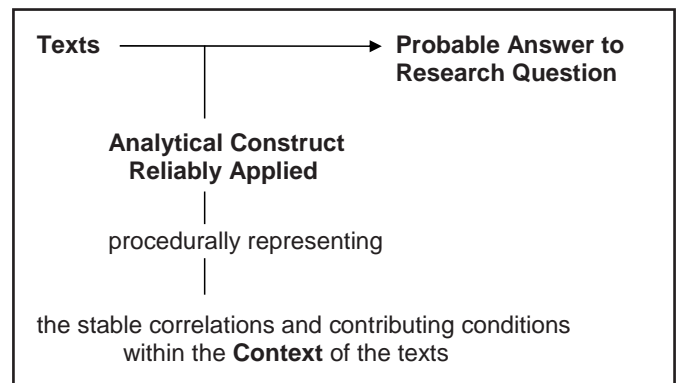 Texts Probable Answer to
Research Question
Analytical Construct
Reliably Applied
procedurally representing
the stable correlations and contributing conditions
within the Context of the texts